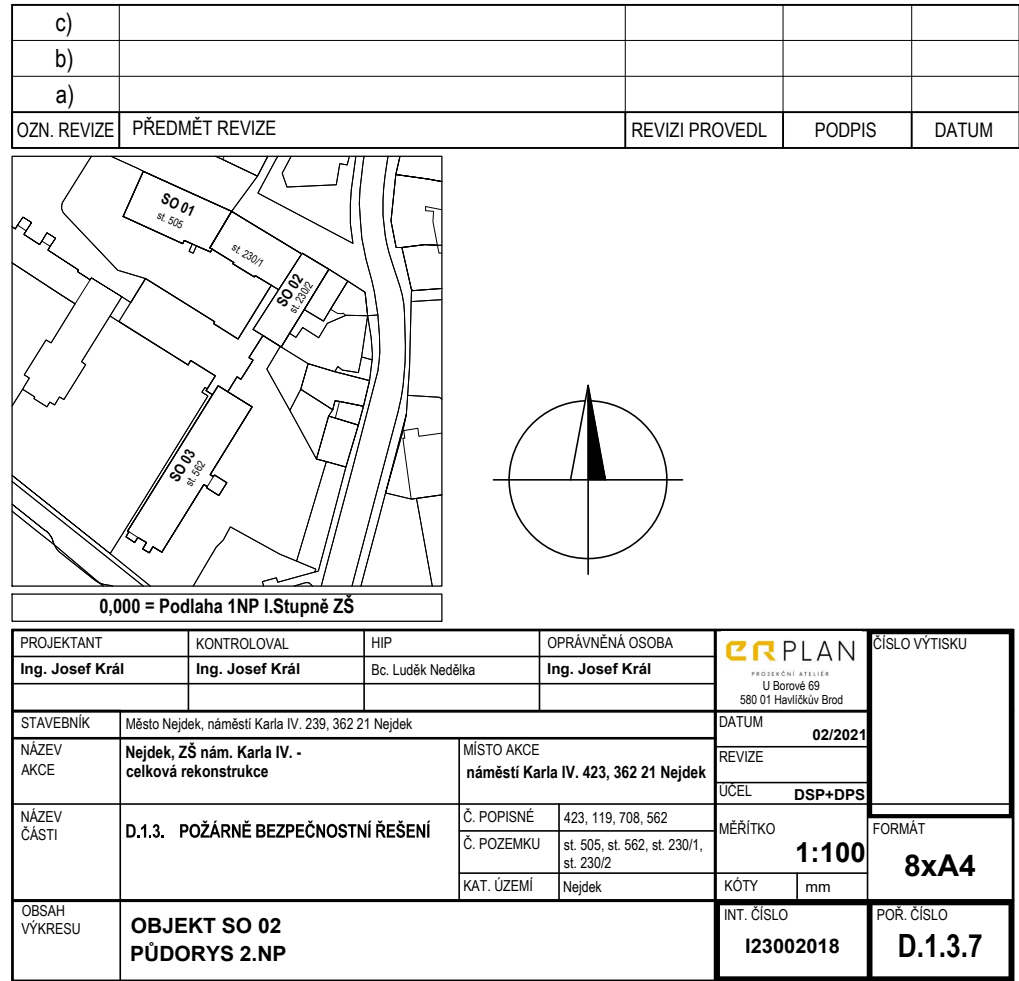 c)
b)
a)
OZN. REVIZE PŘEDMĚT REVIZE REVIZI PROVEDL PODPIS DATUM
SO 01
st. 505
st. 230/1
SO 02
st. 230/2
SO 03
st. 562
0,000 = Podlaha 1NP I.Stupně ZŠ
PROJEKTANT KONTROLOVAL HIP OPRÁVNĚNÁ OSOBA
Ing. Josef Král Ing. Josef Král Bc. Luděk Nedělka Ing. Josef Král
ERPLAN
PROJEKČNÍ ATELIÉR
U Borové 69
580 01 Havlíčkův Brod
ČÍSLO VÝTISKU
STAVEBNÍK Město Nejdek, náměstí Karla IV. 239, 362 21 Nejdek
DATUM
02/2021
NÁZEV
AKCE
Nejdek, ZŠ nám. Karla IV. -
celková rekonstrukce
MÍSTO AKCE
náměstí Karla IV. 423, 362 21 Nejdek
REVIZE
ÚČEL DSP+DPS
NÁZEV
ČÁSTI
D.1.3. POŽÁRNĚ BEZPEČNOSTNÍ ŘEŠENÍ
Č. POPISNÉ 423, 119, 708, 562
Č. POZEMKU st. 505, st. 562, st. 230/1,
st. 230/2
KAT. ÚZEMÍ Nejdek
MĚŘÍTKO
1:100
KÓTY mm
FORMÁT
8xA4
OBSAH
VÝKRESU
OBJEKT SO 02
PŮDORYS 2.NP
INT. ČÍSLO
I23002018
POŘ. ČÍSLO
D.1.3.7